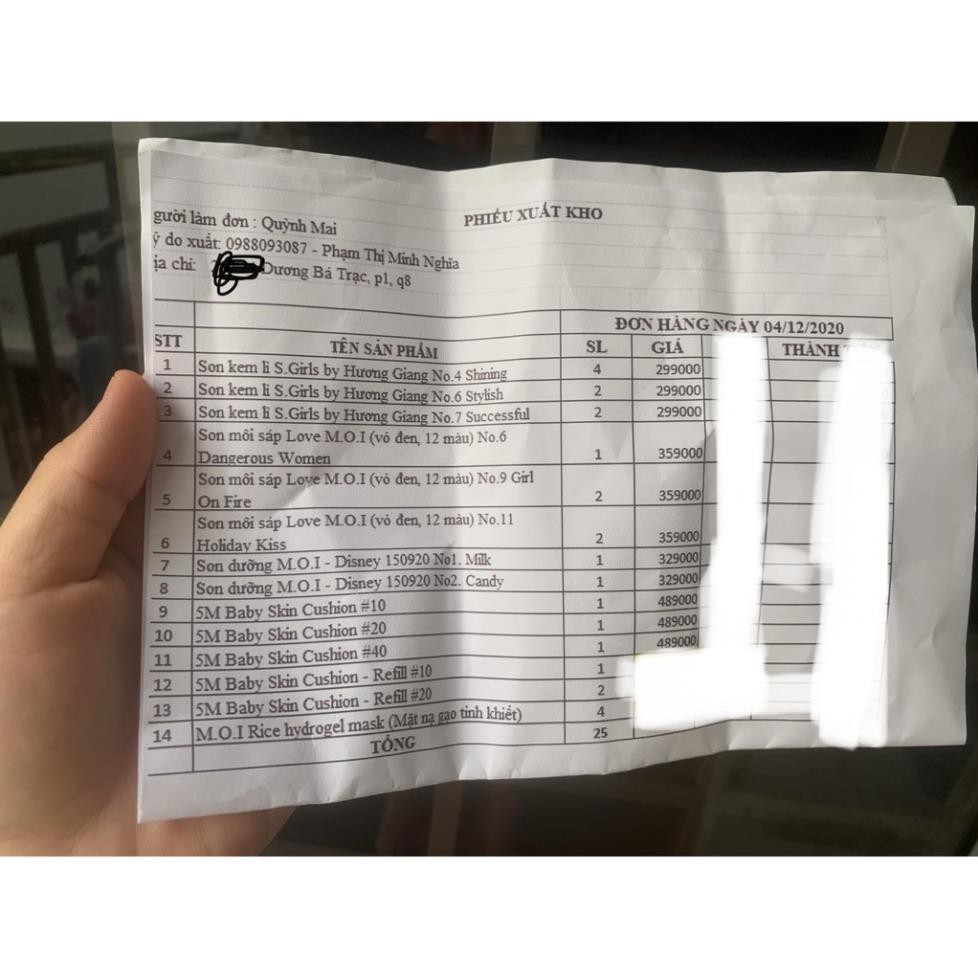 PHIẾU XUẤT KHO
gười làm đơn : Quỳnh Mai
ý do xuất: 0988093087 - Phạm Thị Minh Nghĩa
ịa chỉ: Dương Bá Trạc, p1, q8
ĐƠN HÀNG NGÀY 04/12/2020
STT TÊN SẢN PHẨM SL GIÁ THÀNH
1 Son kem lì S.Girls by Hương Giang No.4 Shining 4 299000
2 Son kem lì S.Girls by Hương Giang No.6 Stylish 2 299000
3 Son kem lì S.Girls by Hương Giang No.7 Successful 2 299000
Son môi sáp Love M.O.I (vỏ đen, 12 màu) No.6
4 Dangerous Women 1 359000
Son môi sáp Love M.O.I (vỏ đen, 12 màu) No.9 Girl
5 On Fire 2 359000
Son môi sáp Love M.O.I (vỏ đen, 12 màu) No.11
6 Holiday Kiss 2 359000
7 Son dưỡng M.O.I - Disney 150920 No1. Milk 1 329000
8 Son dưỡng M.O.I - Disney 150920 No2. Candy 1 329000
9 5M Baby Skin Cushion #10 1 489000
10 5M Baby Skin Cushion #20 1 489000
11 5M Baby Skin Cushion #40 1 489000
12 5M Baby Skin Cushion - Refill #10 1
13 5M Baby Skin Cushion - Refill #20 2
14 M.O.I Rice hydrogel mask (Mặt nạ gạo tinh khiết) 4
TỔNG 25